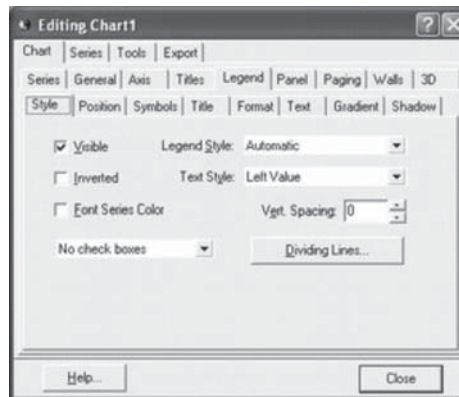 Editing Chart1
Chart Series Tools Export
Series General Axis Titles Legend Panel Paging Walls 3D
Style Position Symbols Title Format Text Gradient Shadow
Visible Legend Style: Automatic
Inverted Text Style: Left Value
Font Series Color Vert. Spacing: 0
No check boxes Dividing Lines...
Help... Close